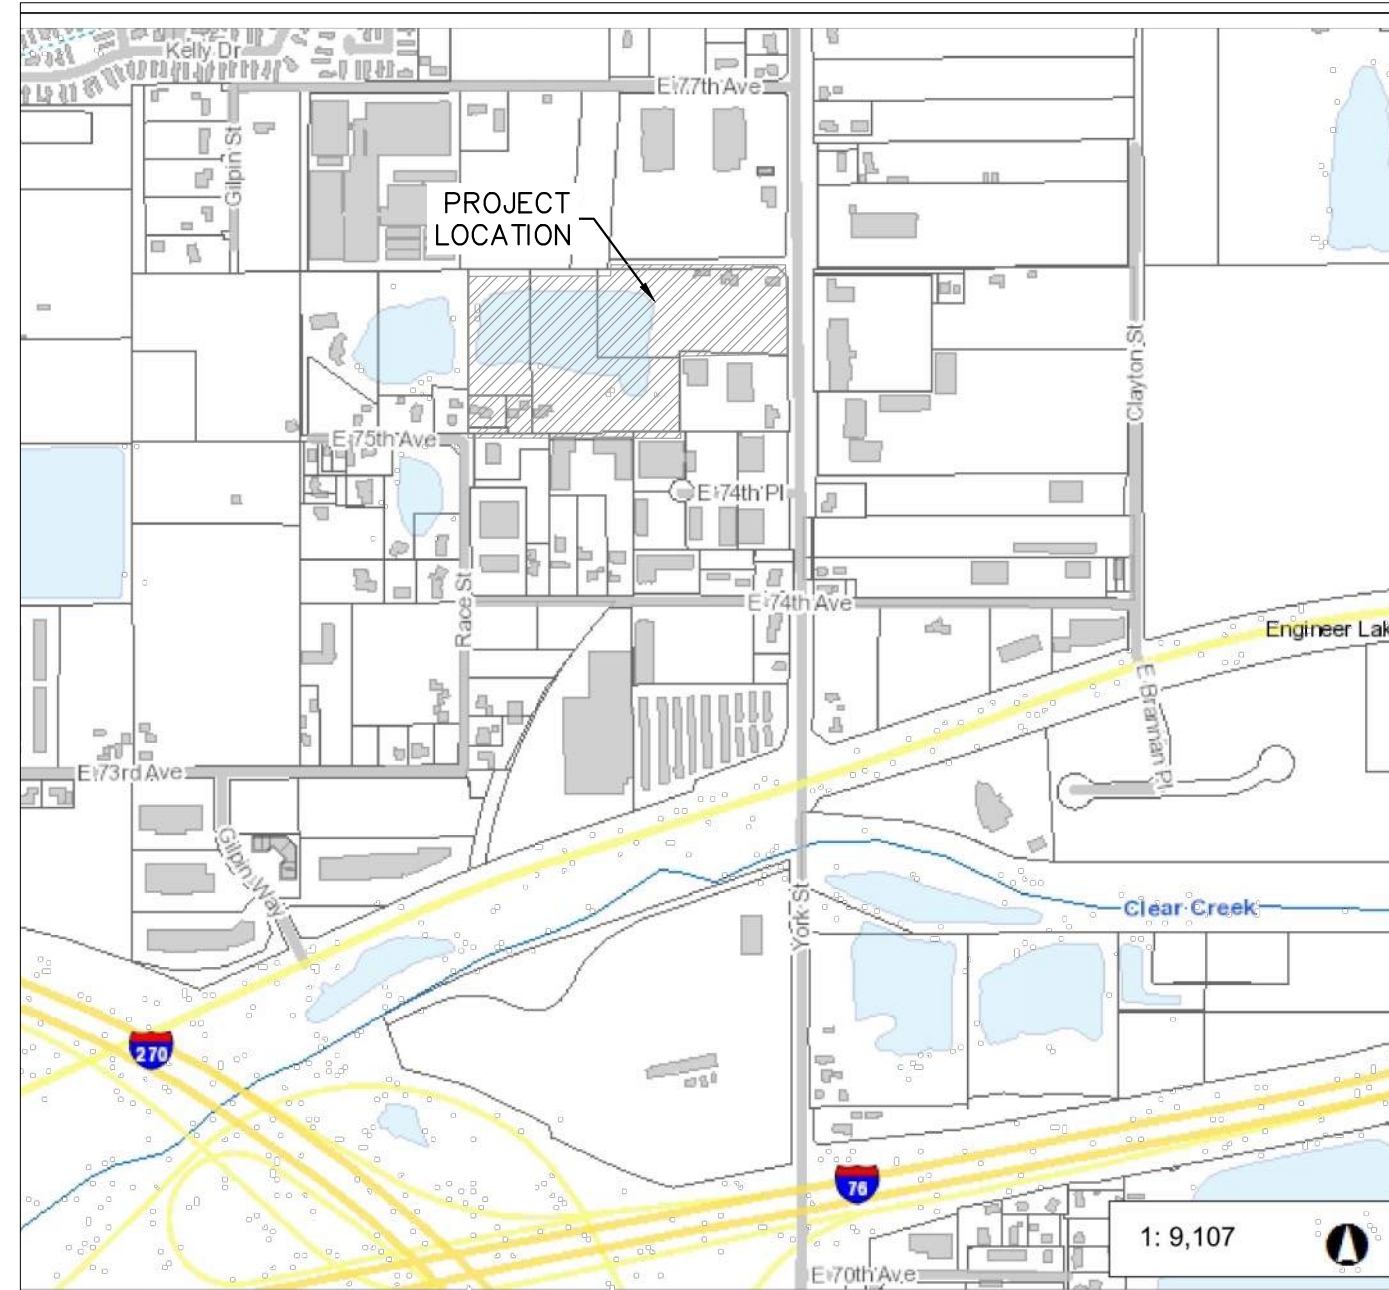 Kelly Dr
E 77th Ave
Gilpin St
PROJECT
LOCATION
Clayton St
E 75th Ave
E 74th Pl
Race St
E 74th Ave
Engineer Lak
E Brannan Pl
E 73rd Ave
Gilpin Way
York St
Clear Creek
270
76
1: 9,107
E 70th Ave